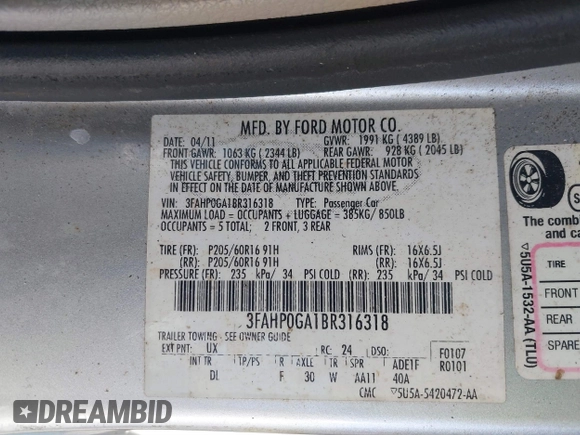 MFD. BY FORD MOTOR CO.
DATE: 04/11 GVWR: 1991 KG ( 4389 LB)
FRONT GAWR: 1063 KG ( 2344 LB) REAR GAWR: 928 KG ( 2045 LB)
THIS VEHICLE CONFORMS TO ALL APPLICABLE FEDERAL MOTOR
VEHICLE SAFETY, BUMPER, AND THEFT PREVENTION STANDARDS
IN EFFECT ON THE DATE OF MANUFACTURE SHOWN ABOVE.
VIN: 3FAHP0GA1BR316318 TYPE: Passenger Car
MAXIMUM LOAD = OCCUPANTS + LUGGAGE = 385KG/ 850LB
OCCUPANTS = 5 TOTAL; 2 FRONT, 3 REAR
TIRE (FR): P205/60R16 91H RIMS (FR): 16X6.5J
(RR): P205/60R16 91H (RR): 16X6.5J
PRESSURE (FR): 235 kPa/ 34 PSI COLD (RR): 235 kPa/ 34 PSI COLD
3FAHP0GA1BR316318
TRAILER TOWING - SEE OWNER GUIDE
EXT PNT: UX RC: 24 DSO: F0107
INT TR TP/PS R AXLE TR SPR ADE1F R0101
DL F 30 W AA11 40A
CMC ▽5U5A-5420472-AA
The comb
and ca
TIRE
FRONT
REAR
SPARE
▽5U5A-1532-AA (TLU)
DREAMBID